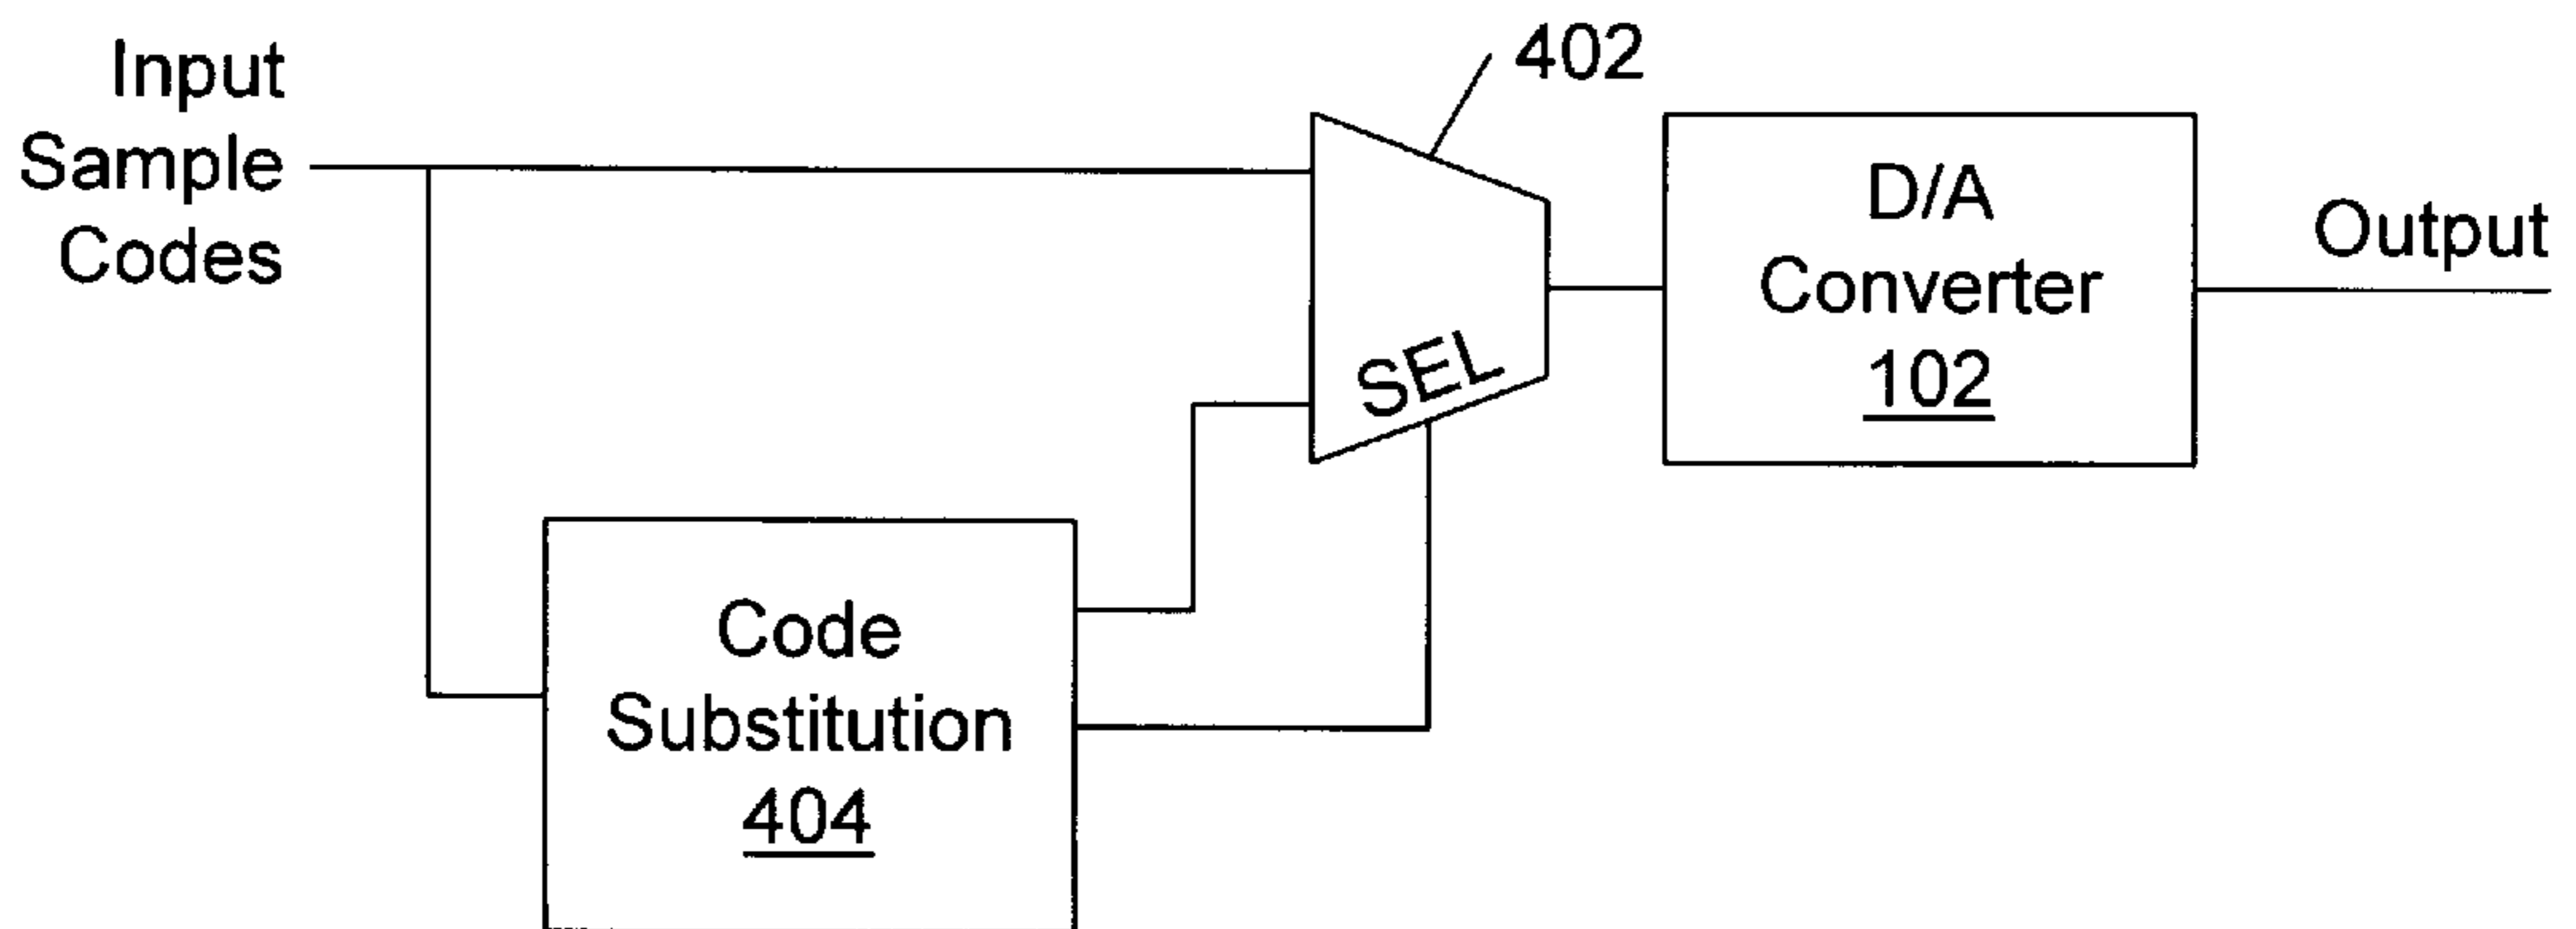 Input
Sample
Codes
402
SEL
D/A
Converter
102
Output
Code
Substitution
404